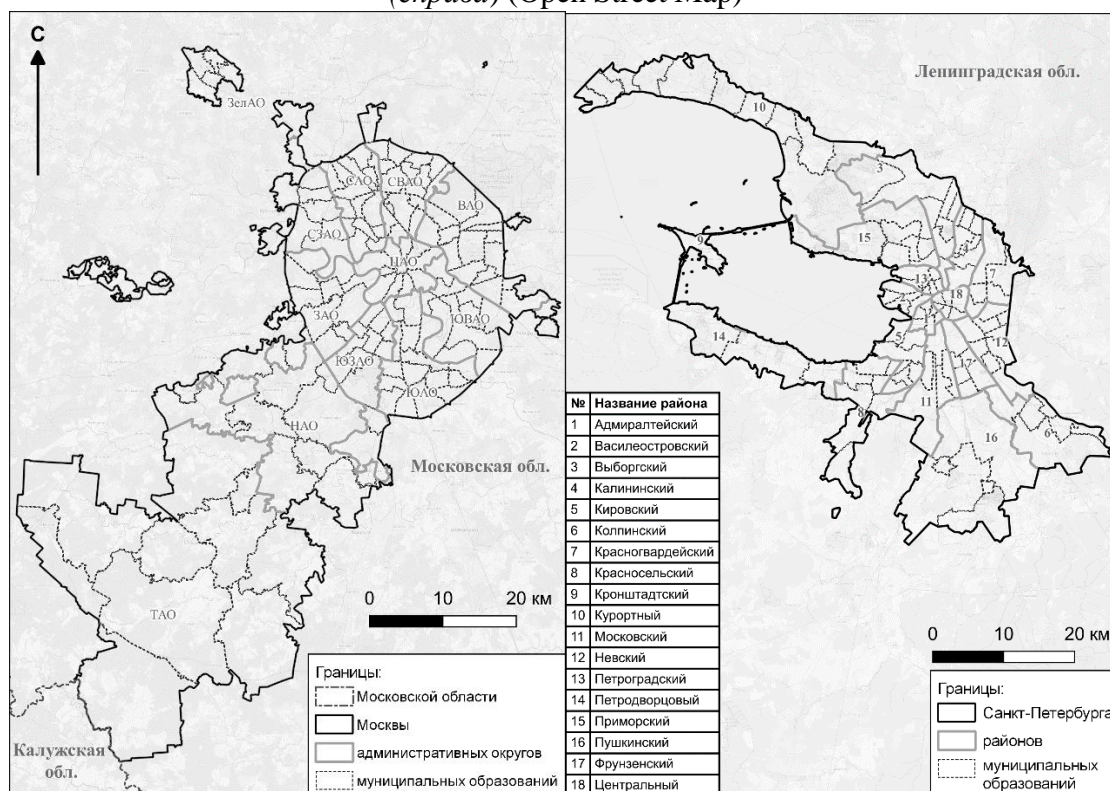 (справа) (Open Street Map)
С
ЗелАО
САО
СВАО
ВАО
СЗАО
ЦАО
ЗАО
ЮВАО
ЮЗАО
ЮАО
НАО
Московская обл.
ТАО
0 10 20 км
Калужская
обл.
Границы:
Московской области
Москвы
административных округов
муниципальных образований
Ленинградская обл.
10
3
15
9
4
13
7
2
18
1
14
5
12
17
11
8
16
6
№ Название района
1 Адмиралтейский
2 Василеостровский
3 Выборгский
4 Калининский
5 Кировский
6 Колпинский
7 Красногвардейский
8 Красносельский
9 Кронштадтский
10 Курортный
11 Московский
12 Невский
13 Петроградский
14 Петродворцовый
15 Приморский
16 Пушкинский
17 Фрунзенский
18 Центральный
0 10 20 км
Границы:
Санкт-Петербурга
районов
муниципальных
образований